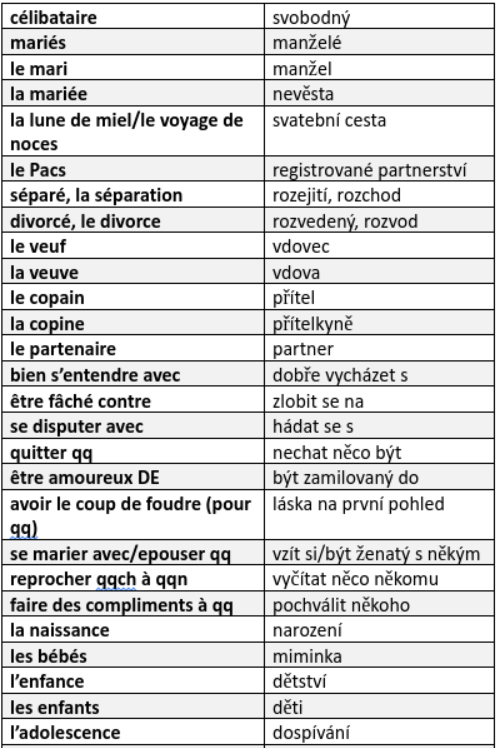 célibataire svobodný
mariés manželé
le mari manžel
la mariée nevěsta
la lune de miel/le voyage de svatební cesta
noces
le Pacs registrované partnerství
séparé, la séparation rozejití, rozchod
divorcé, le divorce rozvedený, rozvod
le veuf vdovec
la veuve vdova
le copain přítel
la copine přítelkyně
le partenaire partner
bien s’entendre avec dobře vycházet s
être fâché contre zlobit se na
se disputer avec hádat se s
quitter qq nechat něco být
être amoureux DE být zamilovaný do
avoir le coup de foudre (pour láska na první pohled
qq)
se marier avec/epouser qq vzít si/být ženatý s někým
reprocher qqch à qqn vyčítat něco někomu
faire des compliments à qq pochválit někoho
la naissance narození
les bébés miminka
l’enfance dětství
les enfants děti
l’adolescence dospívání